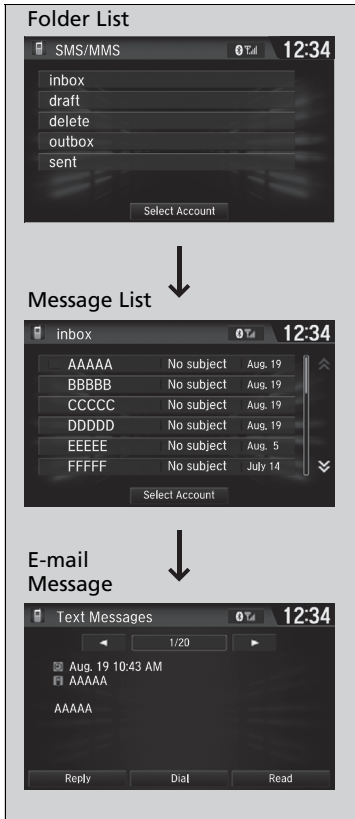 Folder List
SMS/MMS 12:34
inbox
draft
delete
outbox
sent
Select Account
Message List
inbox 12:34
AAAAA No subject Aug. 19
BBBBB No subject Aug. 19
CCCCC No subject Aug. 19
DDDDD No subject Aug. 19
EEEEE No subject Aug. 5
FFFFF No subject July 14
Select Account
E-mail
Message
Text Messages 12:34
1/20
Aug. 19 10:43 AM
AAAAA
AAAAA
Reply Dial Read